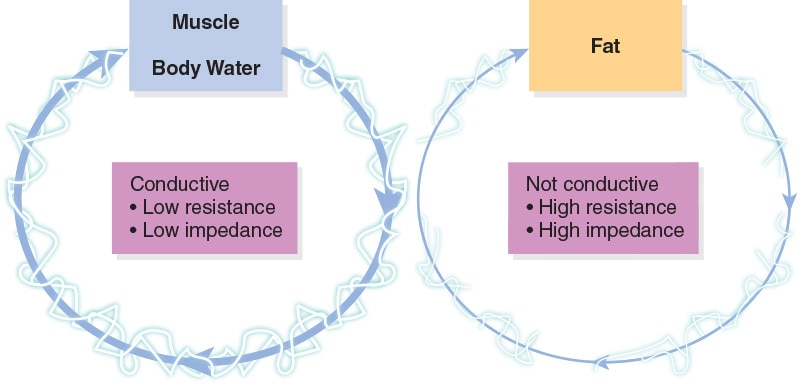 Muscle
Body Water
Fat
Conductive
• Low resistance
• Low impedance
Not conductive
• High resistance
• High impedance